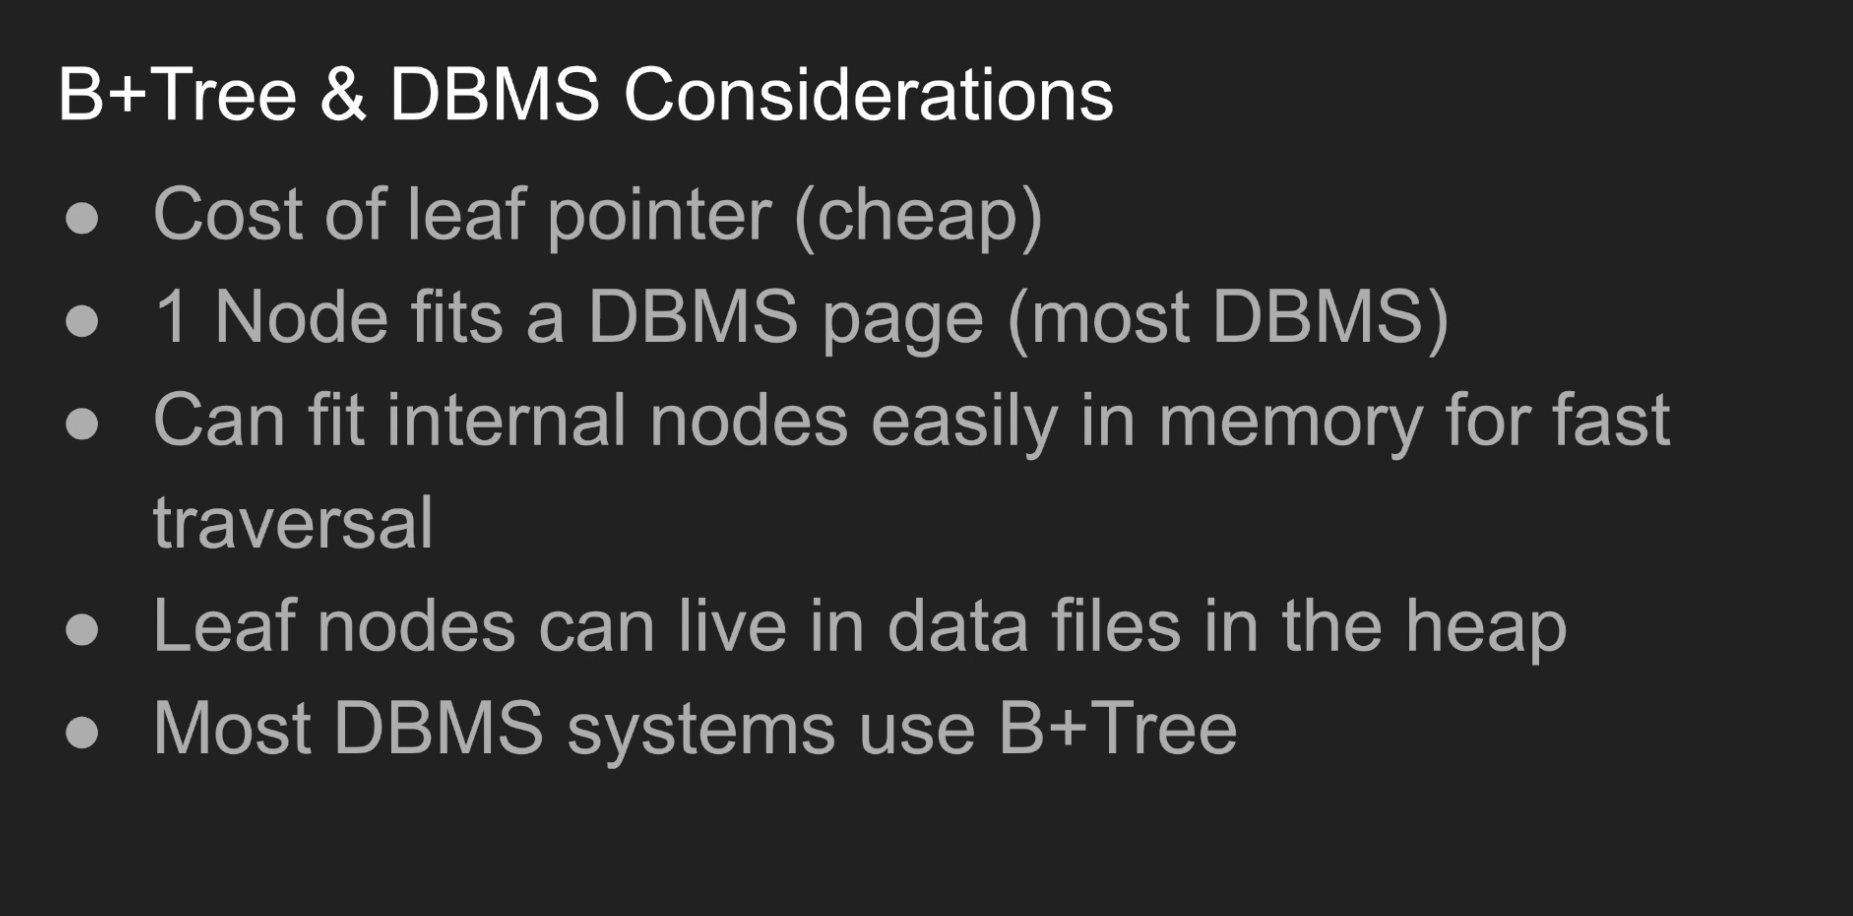 B+Tree & DBMS Considerations
● Cost of leaf pointer (cheap)
● 1 Node fits a DBMS page (most DBMS)
● Can fit internal nodes easily in memory for fast
traversal
● Leaf nodes can live in data files in the heap
● Most DBMS systems use B+Tree